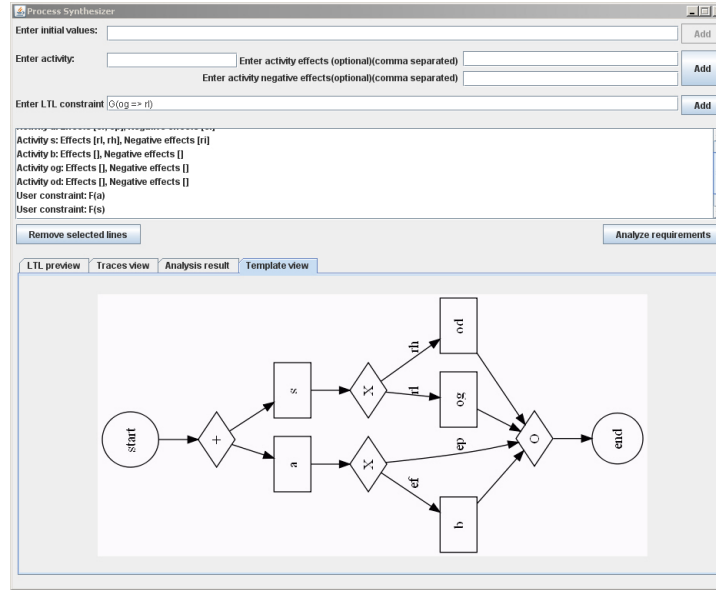 Process Synthesizer
Enter initial values:
Add
Enter activity:
Enter activity effects (optional)(comma separated)
Enter activity negative effects(optional)(comma separated)
Add
Enter LTL constraint G(og => rl)
Add
Activity s: Effects [rl, rh], Negative effects [ri]
Activity b: Effects [], Negative effects []
Activity og: Effects [], Negative effects []
Activity od: Effects [], Negative effects []
User constraint: F(a)
User constraint: F(s)
Remove selected lines
Analyze requirements
LTL preview Traces view Analysis result Template view
start
+
s
a
X
X
rh
rl
ep
ef
od
og
b
O
end